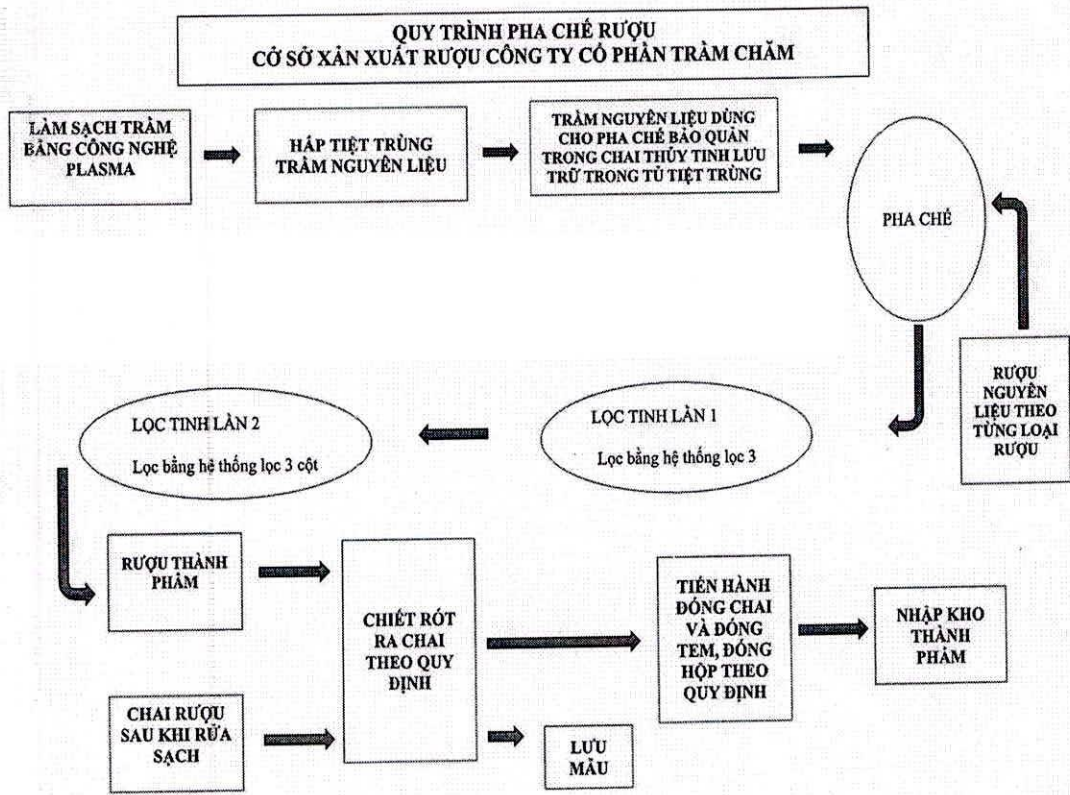 QUY TRÌNH PHA CHẾ RƯỢU
CỞ SỞ XẢN XUẤT RƯỢU CÔNG TY CỔ PHẦN TRẦM CHĂM
LÀM SẠCH TRẦM
BẰNG CÔNG NGHỆ
PLASMA
HẤP TIỆT TRÙNG
TRẦM NGUYÊN LIỆU
TRẦM NGUYÊN LIỆU DÙNG
CHO PHA CHẾ BẢO QUẢN
TRONG CHAI THỦY TINH LƯU
TRỮ TRONG TỦ TIỆT TRÙNG
PHA CHẾ
RƯỢU
NGUYÊN
LIỆU THEO
TỪNG LOẠI
RƯỢU
LỌC TINH LẦN 1
Lọc bằng hệ thống lọc 3
LỌC TINH LẦN 2
Lọc bằng hệ thống lọc 3 cột
RƯỢU THÀNH
PHẨM
CHAI RƯỢU
SAU KHI RỬA
SẠCH
CHIẾT RÓT
RA CHAI
THEO QUY
ĐỊNH
LƯU
MẪU
TIẾN HÀNH
ĐÓNG CHAI
VÀ ĐÓNG
TEM, ĐÓNG
HỘP THEO
QUY ĐỊNH
NHẬP KHO
THÀNH
PHẨM